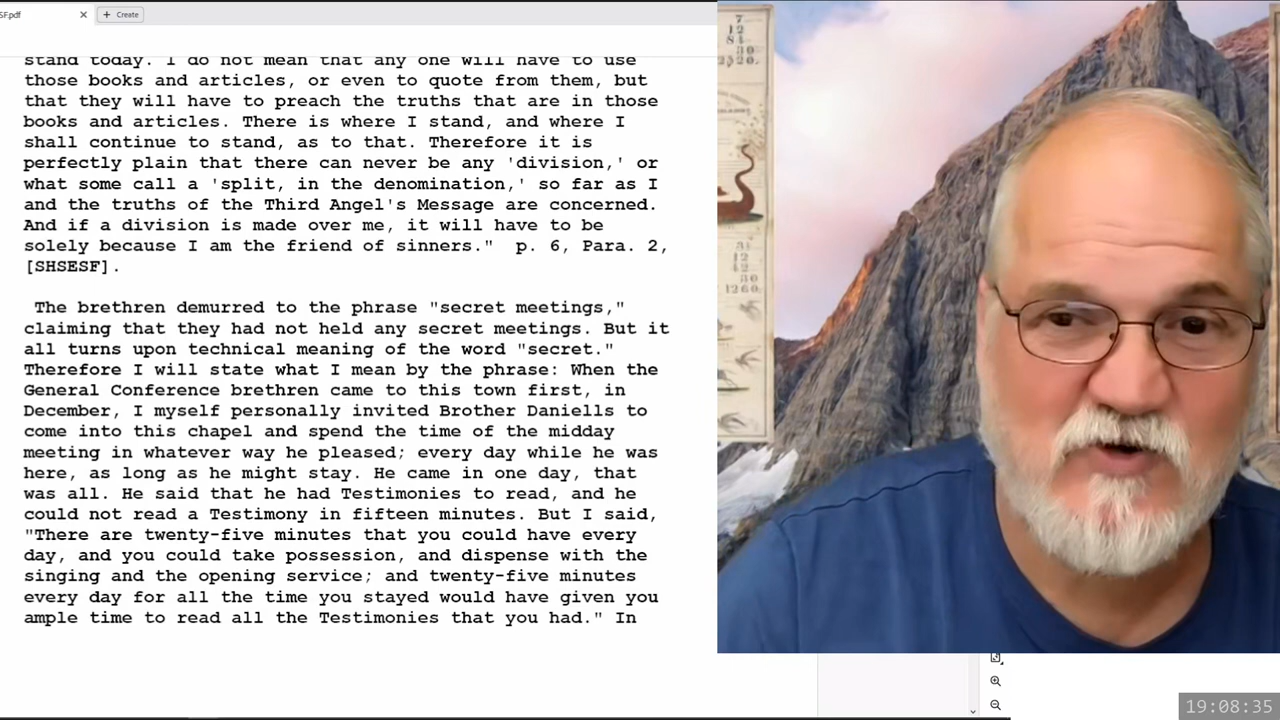 SF.pdf
Create
stand today. I do not mean that any one will have to use
those books and articles, or even to quote from them, but
that they will have to preach the truths that are in those
books and articles. There is where I stand, and where I
shall continue to stand, as to that. Therefore it is
perfectly plain that there can never be any 'division,' or
what some call a 'split, in the denomination,' so far as I
and the truths of the Third Angel's Message are concerned.
And if a division is made over me, it will have to be
solely because I am the friend of sinners."  p. 6, Para. 2,
[SHSESF].
The brethren demurred to the phrase "secret meetings,"
claiming that they had not held any secret meetings. But it
all turns upon technical meaning of the word "secret."
Therefore I will state what I mean by the phrase: When the
General Conference brethren came to this town first, in
December, I myself personally invited Brother Daniells to
come into this chapel and spend the time of the midday
meeting in whatever way he pleased; every day while he was
here, as long as he might stay. He came in one day, that
was all. He said that he had Testimonies to read, and he
could not read a Testimony in fifteen minutes. But I said,
"There are twenty-five minutes that you could have every
day, and you could take possession, and dispense with the
singing and the opening service; and twenty-five minutes
every day for all the time you stayed would have given you
ample time to read all the Testimonies that you had." In
7
12
30
2520.
31
12
30
1260
19:08:35